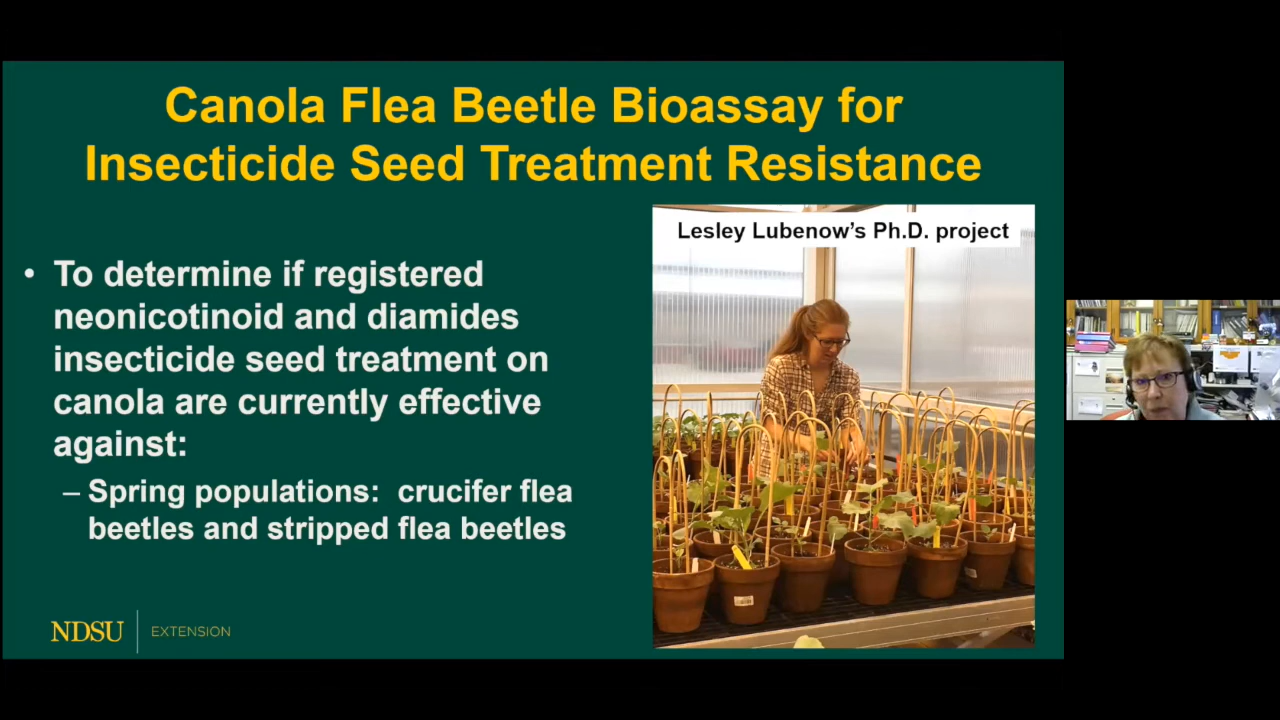 Canola Flea Beetle Bioassay for
Insecticide Seed Treatment Resistance
Lesley Lubenow's Ph.D. project
• To determine if registered
neonicotinoid and diamides
insecticide seed treatment on
canola are currently effective
against:
– Spring populations: crucifer flea
beetles and stripped flea beetles
NDSU EXTENSION